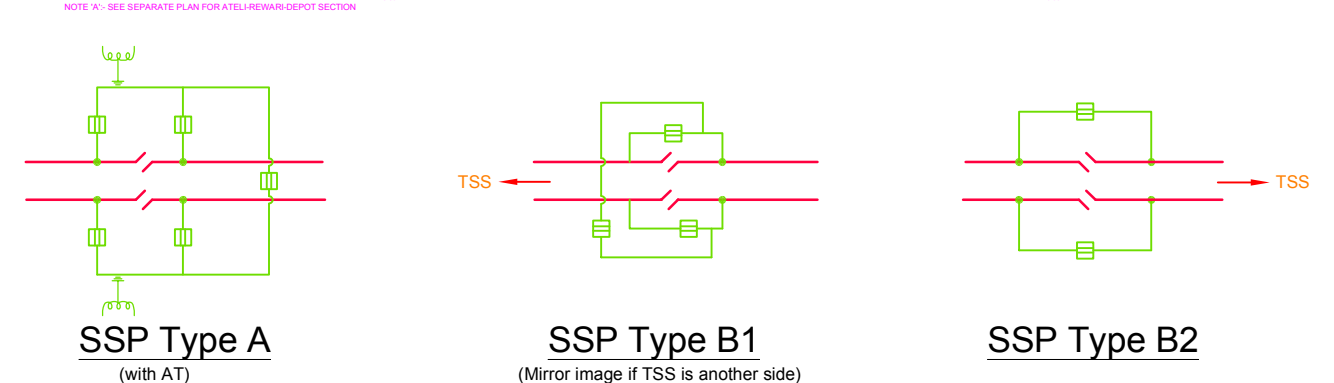 NOTE 'A':- SEE SEPARATE PLAN FOR ATELI-REWARI-DEPOT SECTION
TSS
TSS
SSP Type A
(with AT)
SSP Type B1
(Mirror image if TSS is another side)
SSP Type B2